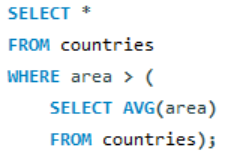 SELECT *
FROM countries
WHERE area > (
    SELECT AVG(area)
    FROM countries);